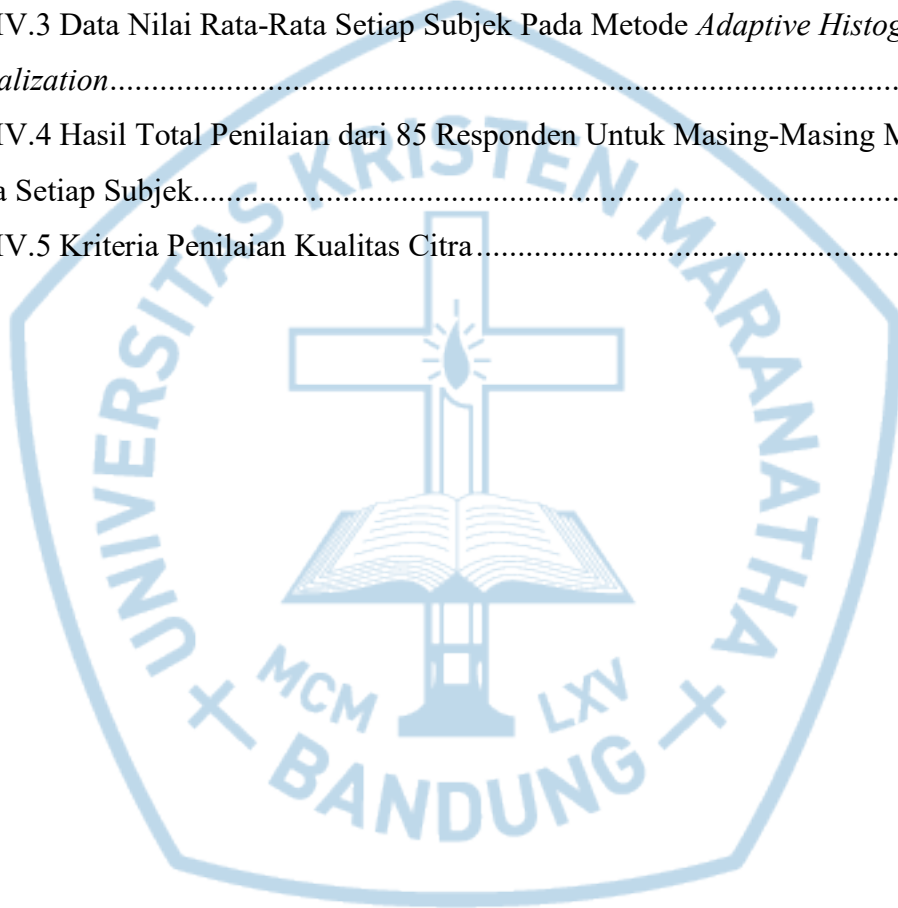 IV.3 Data Nilai Rata-Rata Setiap Subjek Pada Metode Adaptive Histog
alization..........................................................................................
IV.4 Hasil Total Penilaian dari 85 Responden Untuk Masing-Masing M
a Setiap Subjek................................................................................
IV.5 Kriteria Penilaian Kualitas Citra................................................
UNIVERSITAS KRISTEN MARANATHA
MCM LXV
BANDUNG